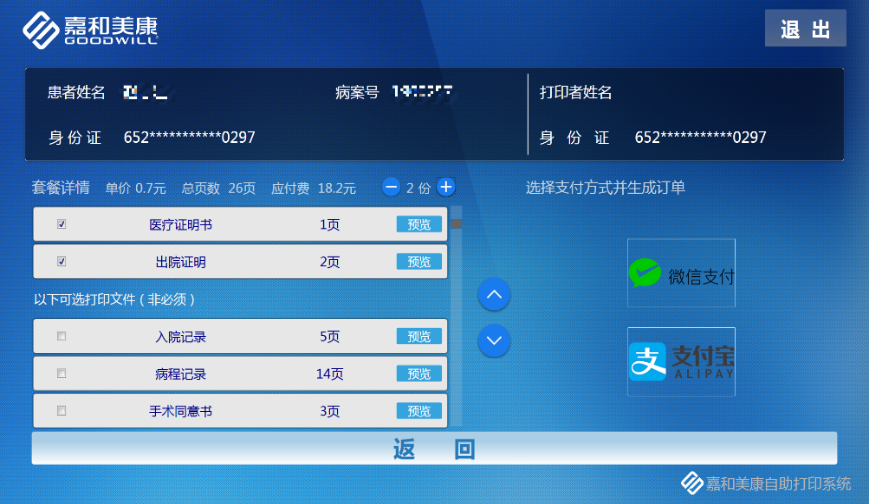 嘉和美康
GOODWILL
退 出
患者姓名
病案号
打印者姓名
身份证 652***********0297
身 份 证 652***********0297
套餐详情 单价 0.7元 总页数 26页 应付费 18.2元 2 份
选择支付方式并生成订单
医疗证明书 1页 预览
出院证明 2页 预览
以下可选打印文件（非必须）
入院记录 5页 预览
病程记录 14页 预览
手术同意书 3页 预览
微信支付
支 支付宝
ALIPAY
返 回
嘉和美康自助打印系统